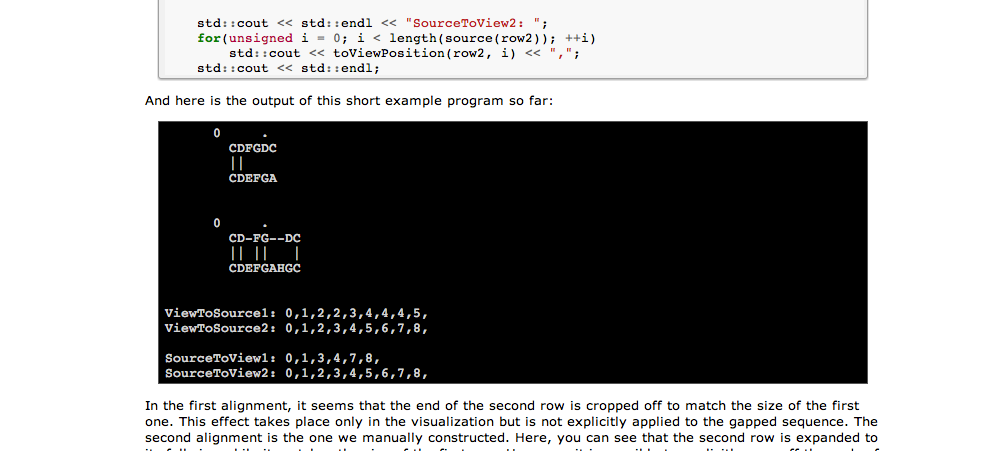 std::cout << std::endl << "SourceToView2: ";
for(unsigned i = 0; i < length(source(row2)); ++i)
    std::cout << toViewPosition(row2, i) << ",";
std::cout << std::endl;
And here is the output of this short example program so far:
0     .
  CDFGDC
  ||
  CDEFGA
0     .
  CD-FG--DC
  || ||   |
  CDEFGAHGC
ViewToSource1: 0,1,2,2,3,4,4,4,5,
ViewToSource2: 0,1,2,3,4,5,6,7,8,
SourceToView1: 0,1,3,4,7,8,
SourceToView2: 0,1,2,3,4,5,6,7,8,
In the first alignment, it seems that the end of the second row is cropped off to match the size of the first
one. This effect takes place only in the visualization but is not explicitly applied to the gapped sequence. The
second alignment is the one we manually constructed. Here, you can see that the second row is expanded to